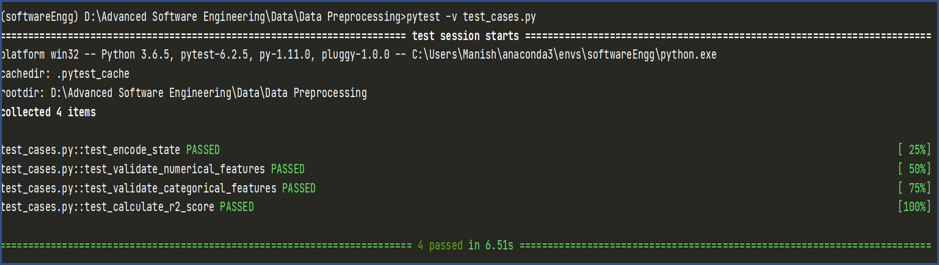 (softwareEngg) D:\Advanced Software Engineering\Data\Data Preprocessing>pytest -v test_cases.py
============================================================== test session starts ==============================================================
platform win32 -- Python 3.6.5, pytest-6.2.5, py-1.11.0, pluggy-1.0.0 -- C:\Users\Manish\anaconda3\envs\softwareEngg\python.exe
cachedir: .pytest_cache
rootdir: D:\Advanced Software Engineering\Data\Data Preprocessing
collected 4 items
test_cases.py::test_encode_state PASSED [ 25%]
test_cases.py::test_validate_numerical_features PASSED [ 50%]
test_cases.py::test_validate_categorical_features PASSED [ 75%]
test_cases.py::test_calculate_r2_score PASSED [100%]
=============================================================== 4 passed in 6.51s ===============================================================